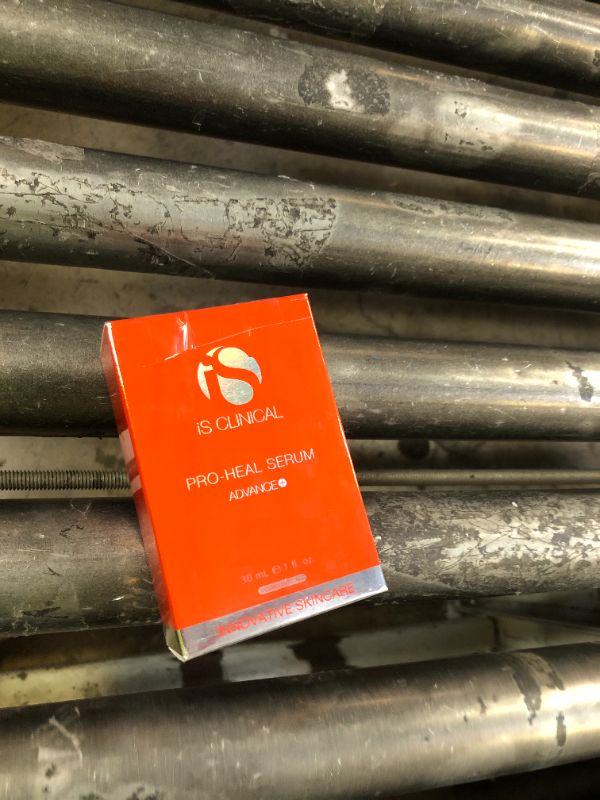 iS
iS CLINICAL
PRO-HEAL SERUM
ADVANCE+
30 mL ℮ 1 fl. oz.
INNOVATIVE SKINCARE